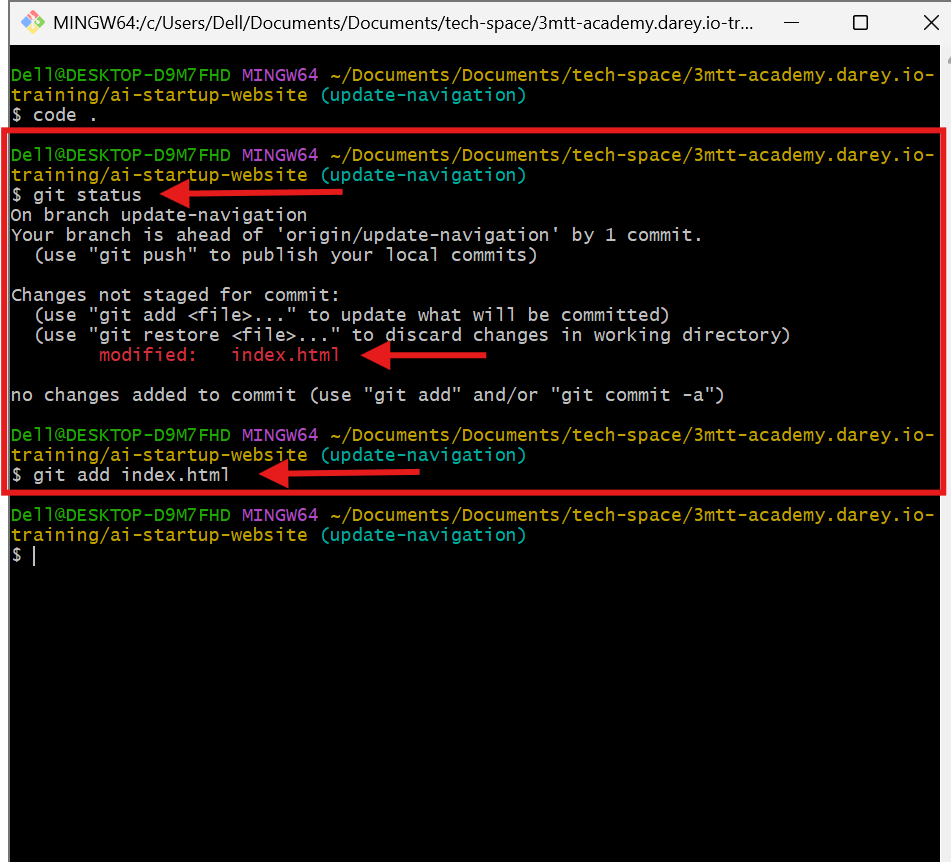 MINGW64:/c/Users/Dell/Documents/Documents/tech-space/3mtt-academy.darey.io-tr...
Dell@DESKTOP-D9M7FHD MINGW64 ~/Documents/Documents/tech-space/3mtt-academy.darey.io-
training/ai-startup-website (update-navigation)
$ code .
Dell@DESKTOP-D9M7FHD MINGW64 ~/Documents/Documents/tech-space/3mtt-academy.darey.io-
training/ai-startup-website (update-navigation)
$ git status
On branch update-navigation
Your branch is ahead of 'origin/update-navigation' by 1 commit.
  (use "git push" to publish your local commits)
Changes not staged for commit:
  (use "git add <file>..." to update what will be committed)
  (use "git restore <file>..." to discard changes in working directory)
        modified:   index.html
no changes added to commit (use "git add" and/or "git commit -a")
Dell@DESKTOP-D9M7FHD MINGW64 ~/Documents/Documents/tech-space/3mtt-academy.darey.io-
training/ai-startup-website (update-navigation)
$ git add index.html
Dell@DESKTOP-D9M7FHD MINGW64 ~/Documents/Documents/tech-space/3mtt-academy.darey.io-
training/ai-startup-website (update-navigation)
$